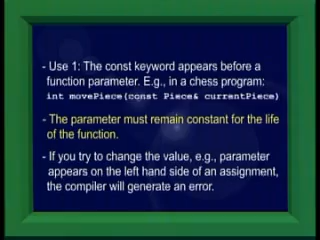 - Use 1: The const keyword appears before a
function parameter. E.g., in a chess program:
int movePiece(const Piece& currentPiece)
- The parameter must remain constant for the life
of the function.
- If you try to change the value, e.g., parameter
appears on the left hand side of an assignment,
the compiler will generate an error.